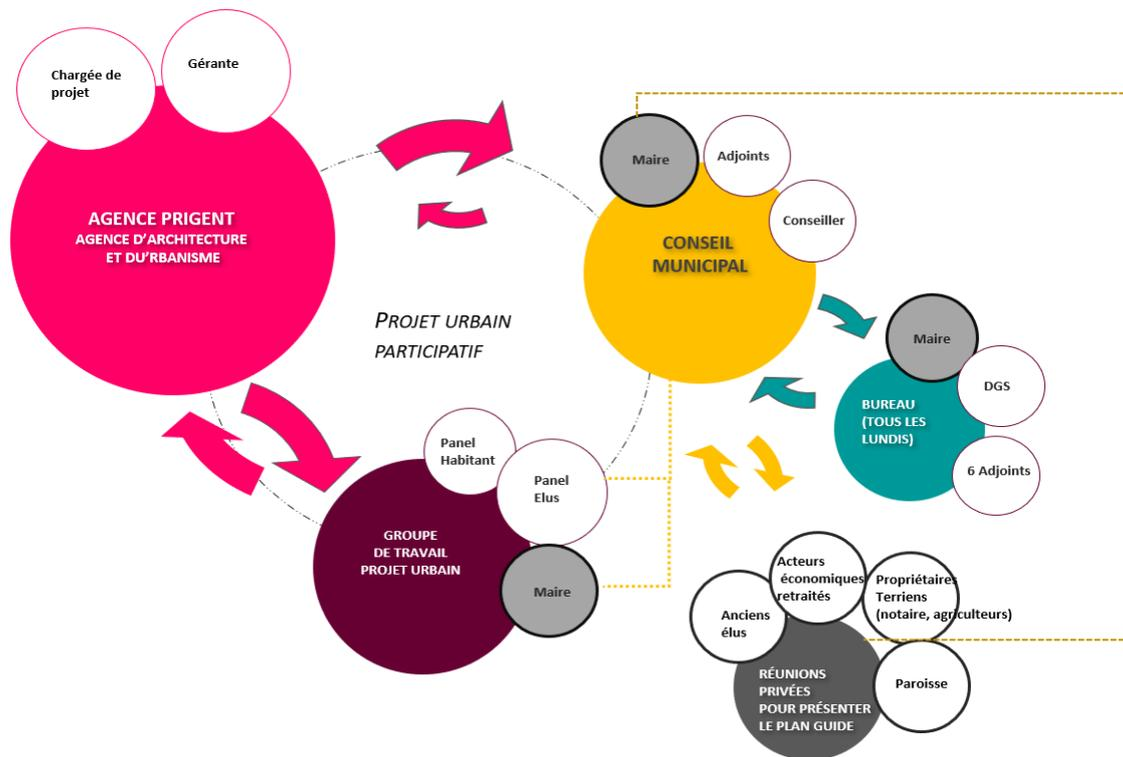 Chargée de
projet
Gérante
AGENCE PRIGENT
AGENCE D'ARCHITECTURE
ET DU'RBANISME
PROJET URBAIN
PARTICIPATIF
Maire
Adjoints
Conseiller
CONSEIL
MUNICIPAL
Maire
DGS
6 Adjoints
BUREAU
(TOUS LES
LUNDIS)
Panel
Habitant
Panel
Elus
Maire
GROUPE
DE TRAVAIL
PROJET URBAIN
Anciens
élus
Acteurs
économiques
retraités
Propriétaires
Terriens
(notaire, agriculteurs)
Paroisse
RÉUNIONS
PRIVÉES
POUR PRÉSENTER
LE PLAN GUIDE